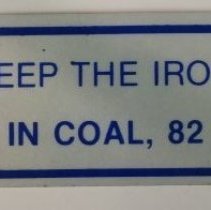 EEP THE IRO
IN COAL, 82